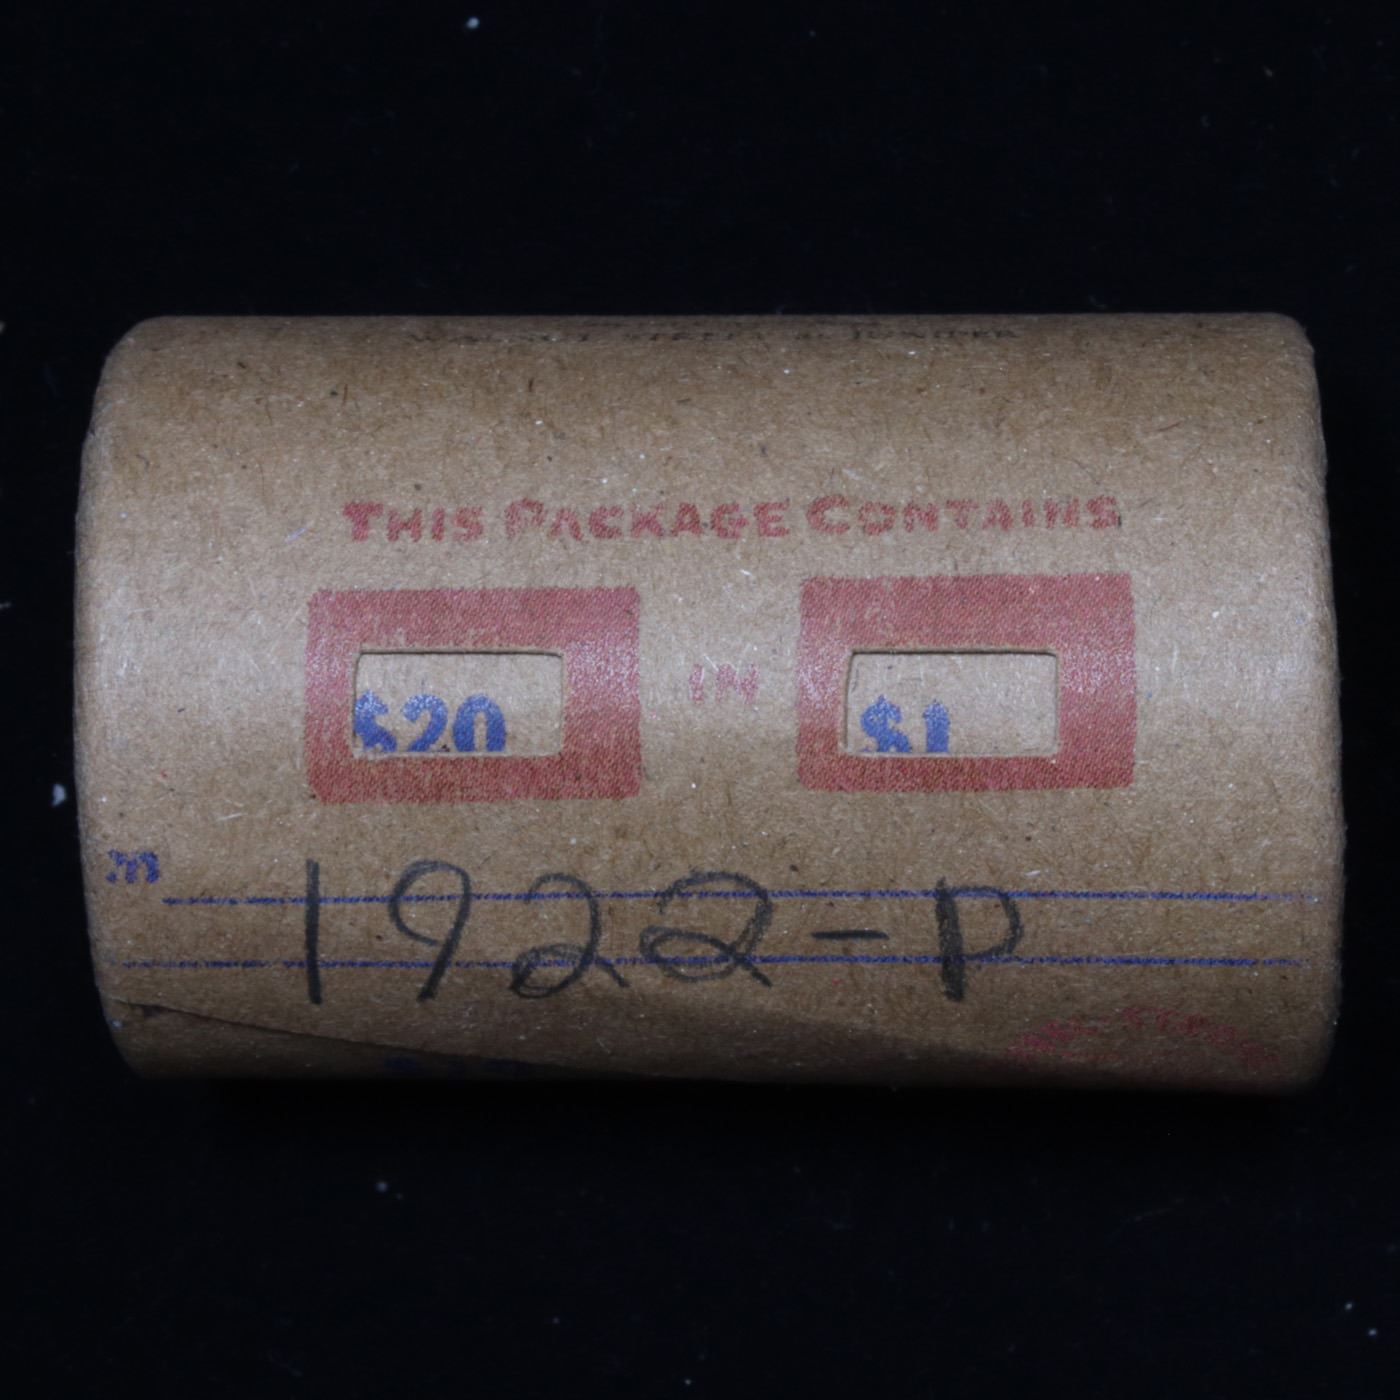 THIS PACKAGE CONTAINS
$20 IN $1
m
1922-P